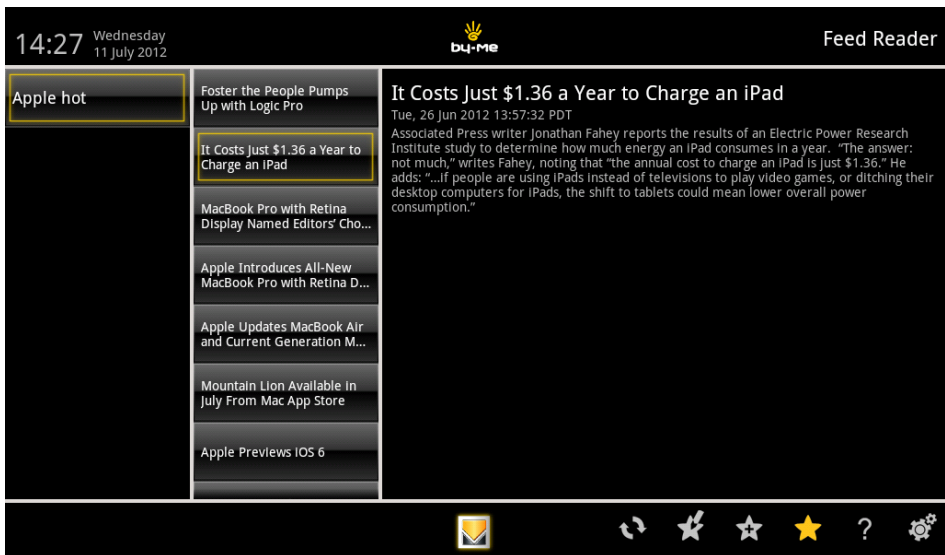 14:27 Wednesday
11 July 2012
by-me
Feed Reader
Apple hot
Foster the People Pumps
Up with Logic Pro
It Costs Just $1.36 a Year to
Charge an iPad
MacBook Pro with Retina
Display Named Editors’ Cho...
Apple Introduces All-New
MacBook Pro with Retina D...
Apple Updates MacBook Air
and Current Generation M...
Mountain Lion Available in
July From Mac App Store
Apple Previews iOS 6
It Costs Just $1.36 a Year to Charge an iPad
Tue, 26 Jun 2012 13:57:32 PDT
Associated Press writer Jonathan Fahey reports the results of an Electric Power Research
Institute study to determine how much energy an iPad consumes in a year. “The answer:
not much,” writes Fahey, noting that “the annual cost to charge an iPad is just $1.36.” He
adds: “...if people are using iPads instead of televisions to play video games, or ditching their
desktop computers for iPads, the shift to tablets could mean lower overall power
consumption.”
?